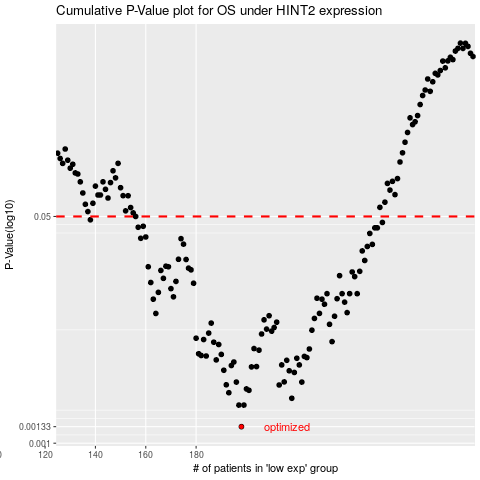 Cumulative P-Value plot for OS under HINT2 expression
P-Value(log10)
0.05
0.00133
0.001
optimized
0
120
140
160
180
# of patients in 'low exp' group